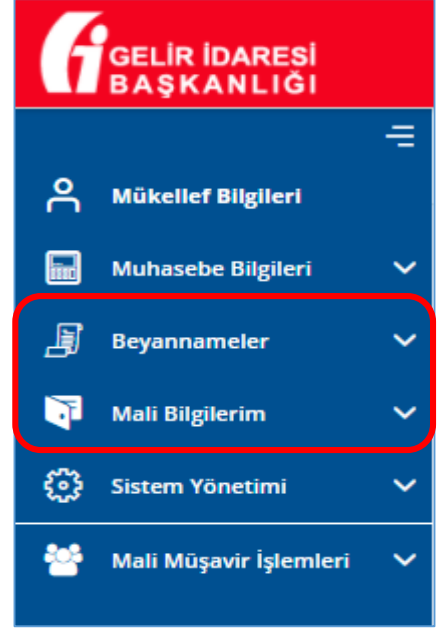 GELİR İDARESİ
BAŞKANLIĞI
Mükellef Bilgileri
Muhasebe Bilgileri
Beyannameler
Mali Bilgilerim
Sistem Yönetimi
Mali Müşavir İşlemleri